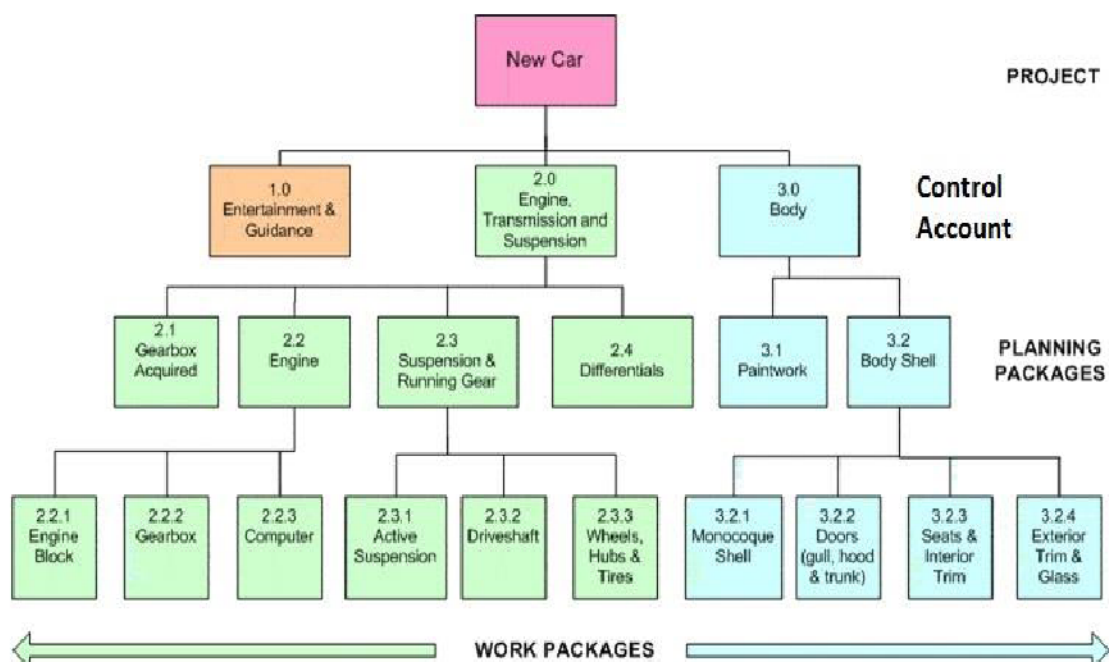 New Car
PROJECT
1.0
Entertainment &
Guidance
2.0
Engine,
Transmission and
Suspension
3.0
Body
Control
Account
2.1
Gearbox
Acquired
2.2
Engine
2.3
Suspension &
Running Gear
2.4
Differentials
3.1
Paintwork
3.2
Body Shell
PLANNING
PACKAGES
2.2.1
Engine
Block
2.2.2
Gearbox
2.2.3
Computer
2.3.1
Active
Suspension
2.3.2
Driveshaft
2.3.3
Wheels,
Hubs &
Tires
3.2.1
Monocoque
Shell
3.2.2
Doors
(gull, hood
& trunk)
3.2.3
Seats &
Interior
Trim
3.2.4
Exterior
Trim &
Glass
WORK PACKAGES